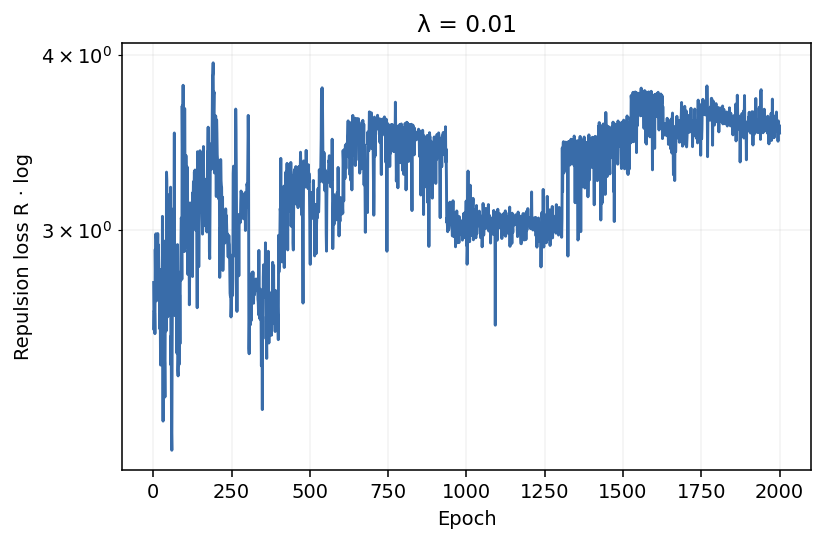 λ = 0.01
4 × 10⁰
3 × 10⁰
Repulsion loss R · log
0 250 500 750 1000 1250 1500 1750 2000
Epoch